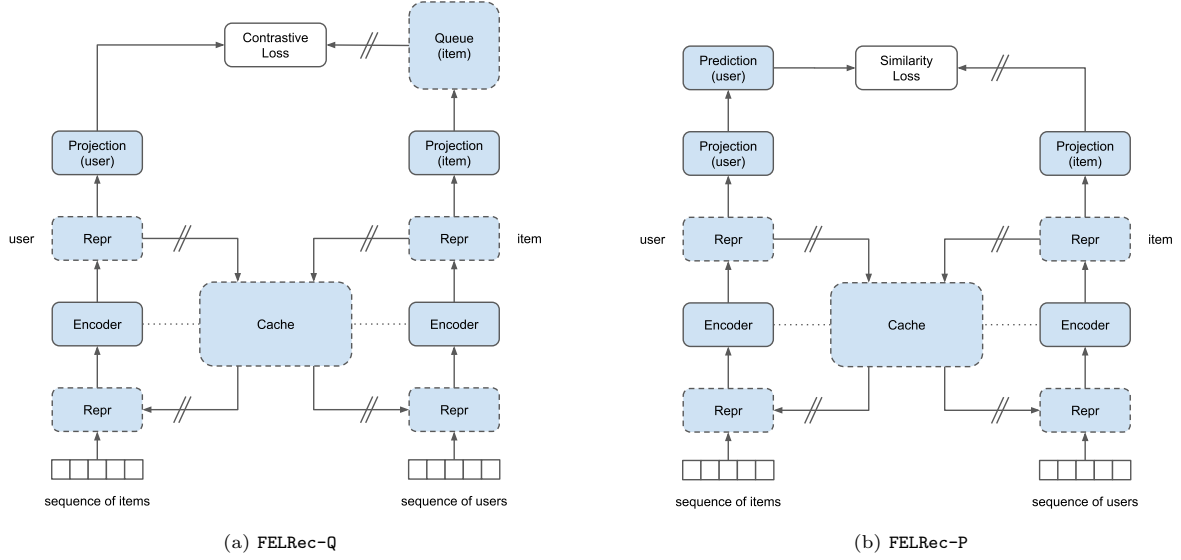 Contrastive
Loss
Queue
(item)
Projection
(user)
Projection
(item)
user
Repr
Repr
item
Encoder
Cache
Encoder
Repr
Repr
sequence of items
sequence of users
(a) FELRec-Q
Prediction
(user)
Similarity
Loss
Projection
(user)
Projection
(item)
user
Repr
Repr
item
Encoder
Cache
Encoder
Repr
Repr
sequence of items
sequence of users
(b) FELRec-P